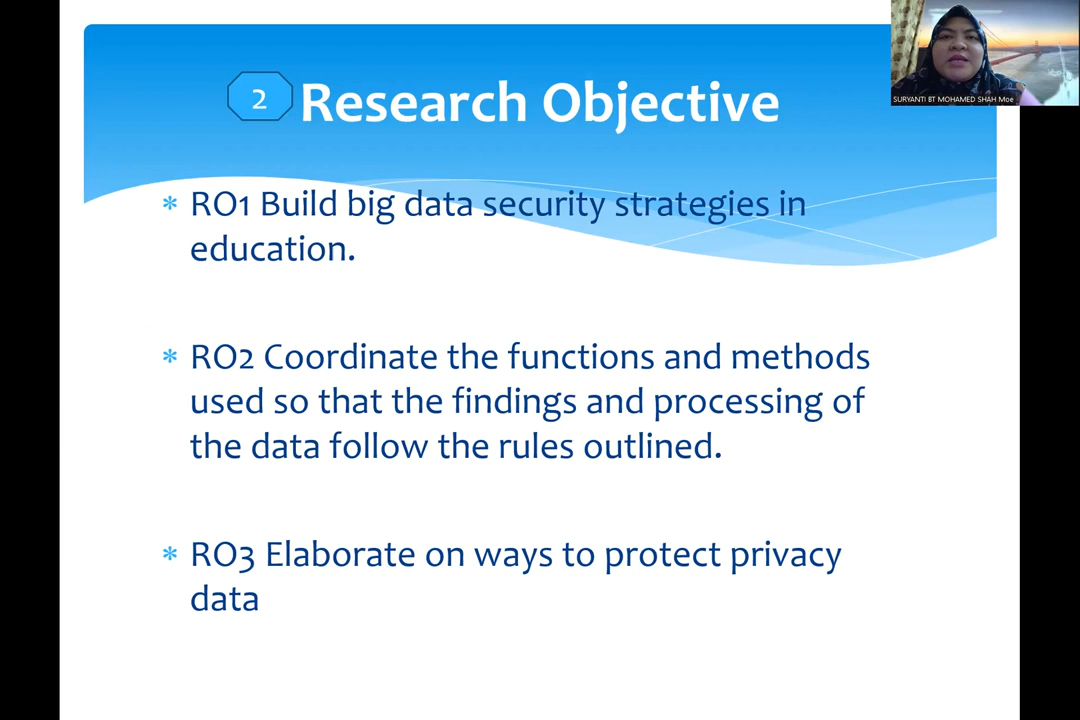 2 Research Objective
SURYANTI BT MOHAMED SHAH Moe
* RO1 Build big data security strategies in
education.
* RO2 Coordinate the functions and methods
used so that the findings and processing of
the data follow the rules outlined.
* RO3 Elaborate on ways to protect privacy
data